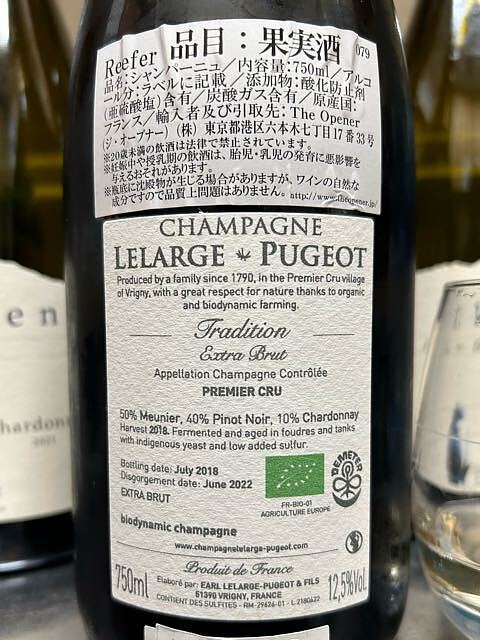 Reefer 品目：果実酒 079
品名：シャンパーニュ／内容量：750ml／アルコ
ール分：ラベルに記載／添加物：酸化防止剤
（亜硫酸塩）含有／炭酸ガス含有／原産国：
フランス／輸入者及び引取先：The Opener
（ジ・オープナー）（株） 東京都港区六本木七丁目17番33号
※20歳未満の飲酒は法律で禁止されています。
※妊娠中や授乳期の飲酒は、胎児・乳児の発育に悪影響を
与えるおそれがあります。
※瓶底に沈殿物が生じる場合がありますが、ワインの自然な
成分ですので品質上問題はありません。 http://www.theopener.jp/
CHAMPAGNE
LELARGE PUGEOT
Produced by a family since 1790, in the Premier Cru village
of Vrigny, with a great respect for nature thanks to organic
and biodynamic farming.
Tradition
Extra Brut
Appellation Champagne Contrôlée
PREMIER CRU
50% Meunier, 40% Pinot Noir, 10% Chardonnay
Harvest 2018. Fermented and aged in foudres and tanks
with indigenous yeast and low added sulfur.
Bottling date: July 2018
Disgorgement date: June 2022
EXTRA BRUT
DEMETER
FR-BIO-01
AGRICULTURE EUROPE
biodynamic champagne
www.champagnelelarge-pugeot.com
Produit de France
750ml
Elaboré par: EARL LELARGE-PUGEOT & FILS
51390 VRIGNY, FRANCE
CONTIENT DES SULFITES - RM-29626-01 - L 2180622
12,5%Vol.
en
hardonn
2021